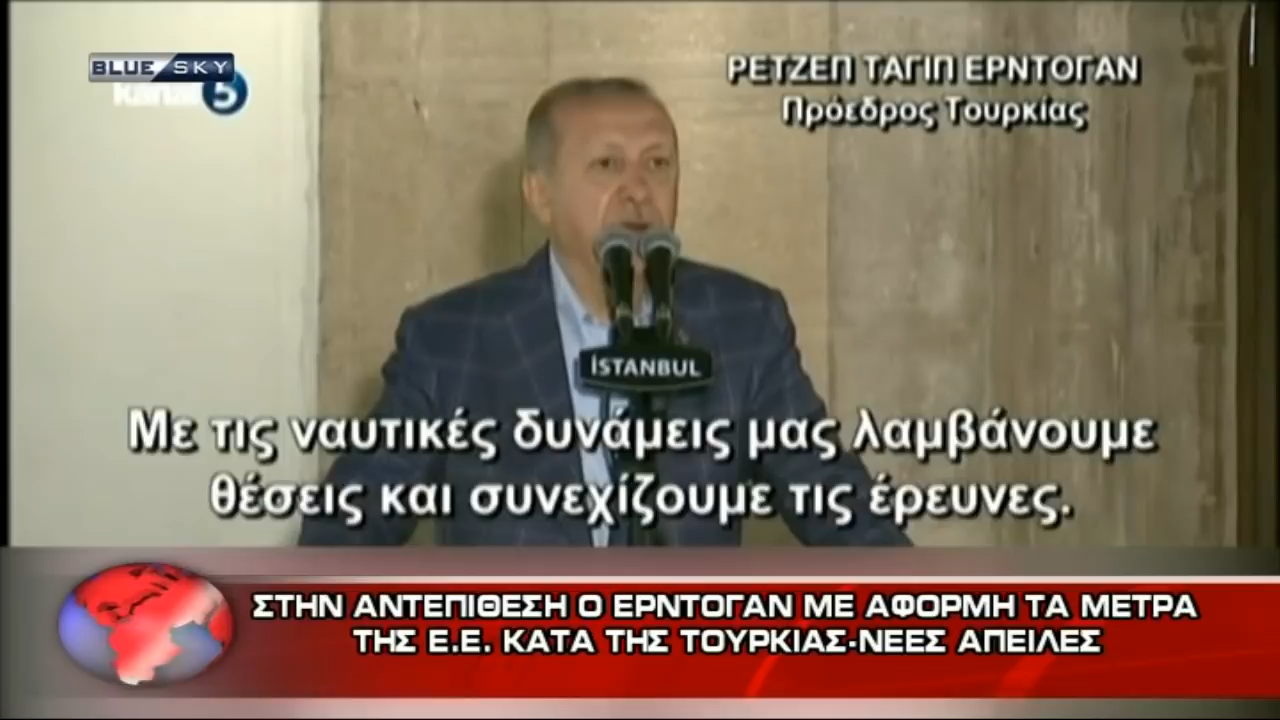 BLUE SKY
kanal 5
ΡΕΤΖΕΠ ΤΑΓΙΠ ΕΡΝΤΟΓΑΝ
Πρόεδρος Τουρκίας
İSTANBUL
Με τις ναυτικές δυνάμεις μας λαμβάνουμε
θέσεις και συνεχίζουμε τις έρευνες.
ΣΤΗΝ ΑΝΤΕΠΙΘΕΣΗ Ο ΕΡΝΤΟΓΑΝ ΜΕ ΑΦΟΡΜΗ ΤΑ ΜΕΤΡΑ
ΤΗΣ Ε.Ε. ΚΑΤΑ ΤΗΣ ΤΟΥΡΚΙΑΣ-ΝΕΕΣ ΑΠΕΙΛΕΣ